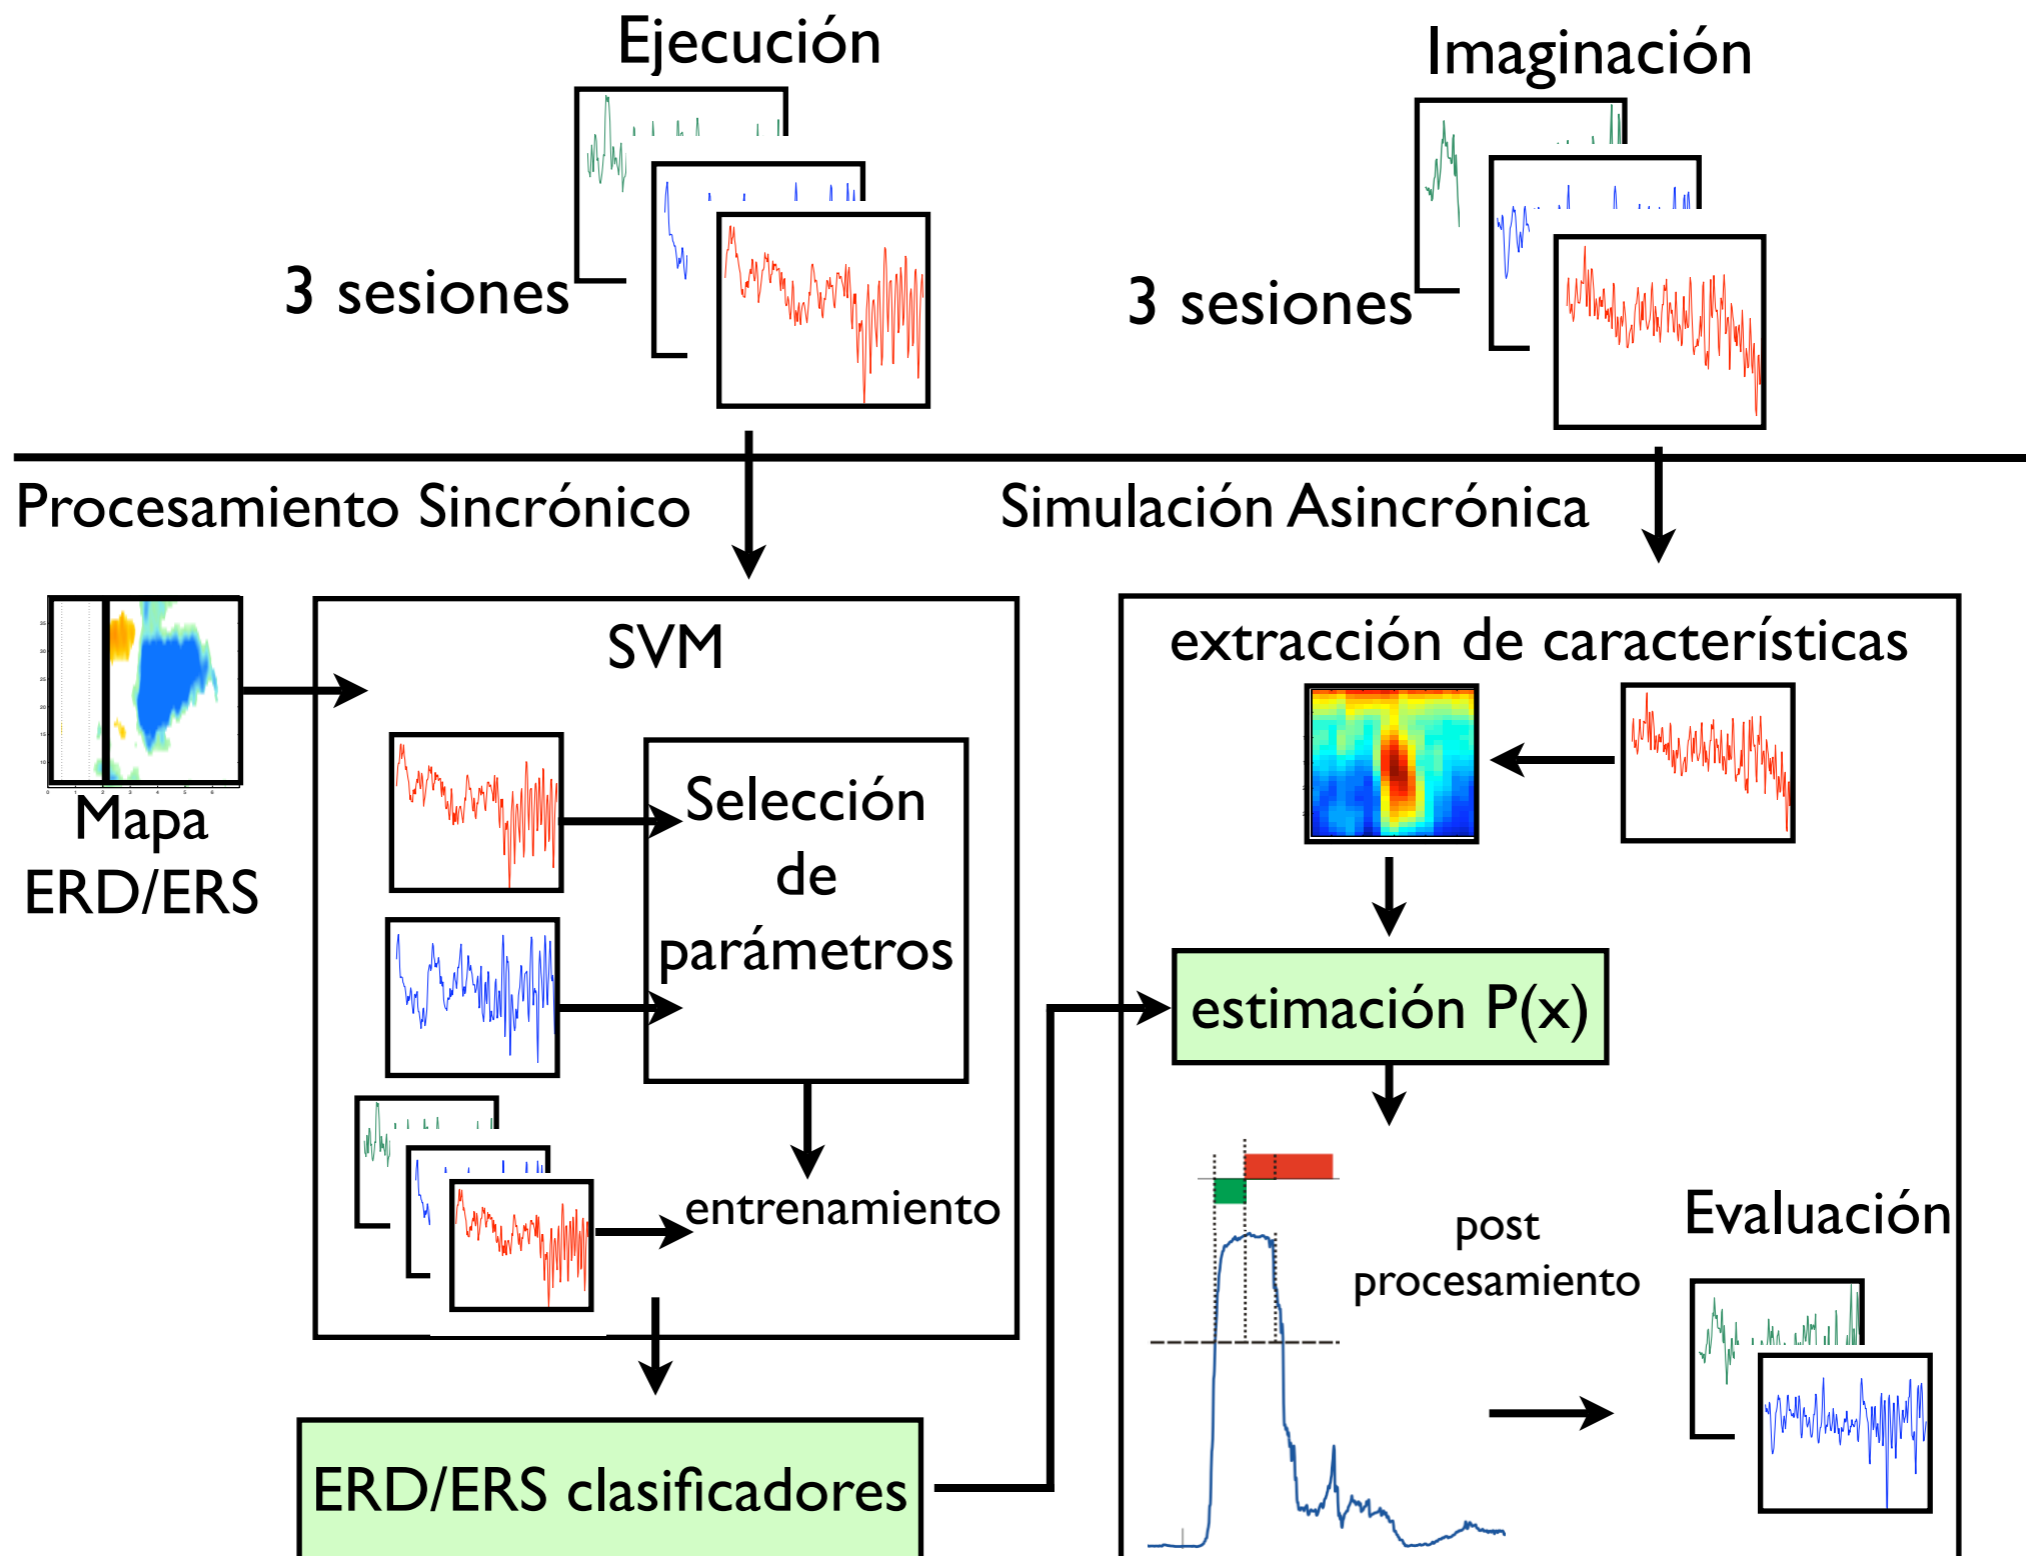 Ejecución
Imaginación
3 sesiones
3 sesiones
Procesamiento Sincrónico
Simulación Asincrónica
Mapa
ERD/ERS
SVM
Selección
de
parámetros
entrenamiento
ERD/ERS clasificadores
extracción de características
estimación P(x)
post
procesamiento
Evaluación